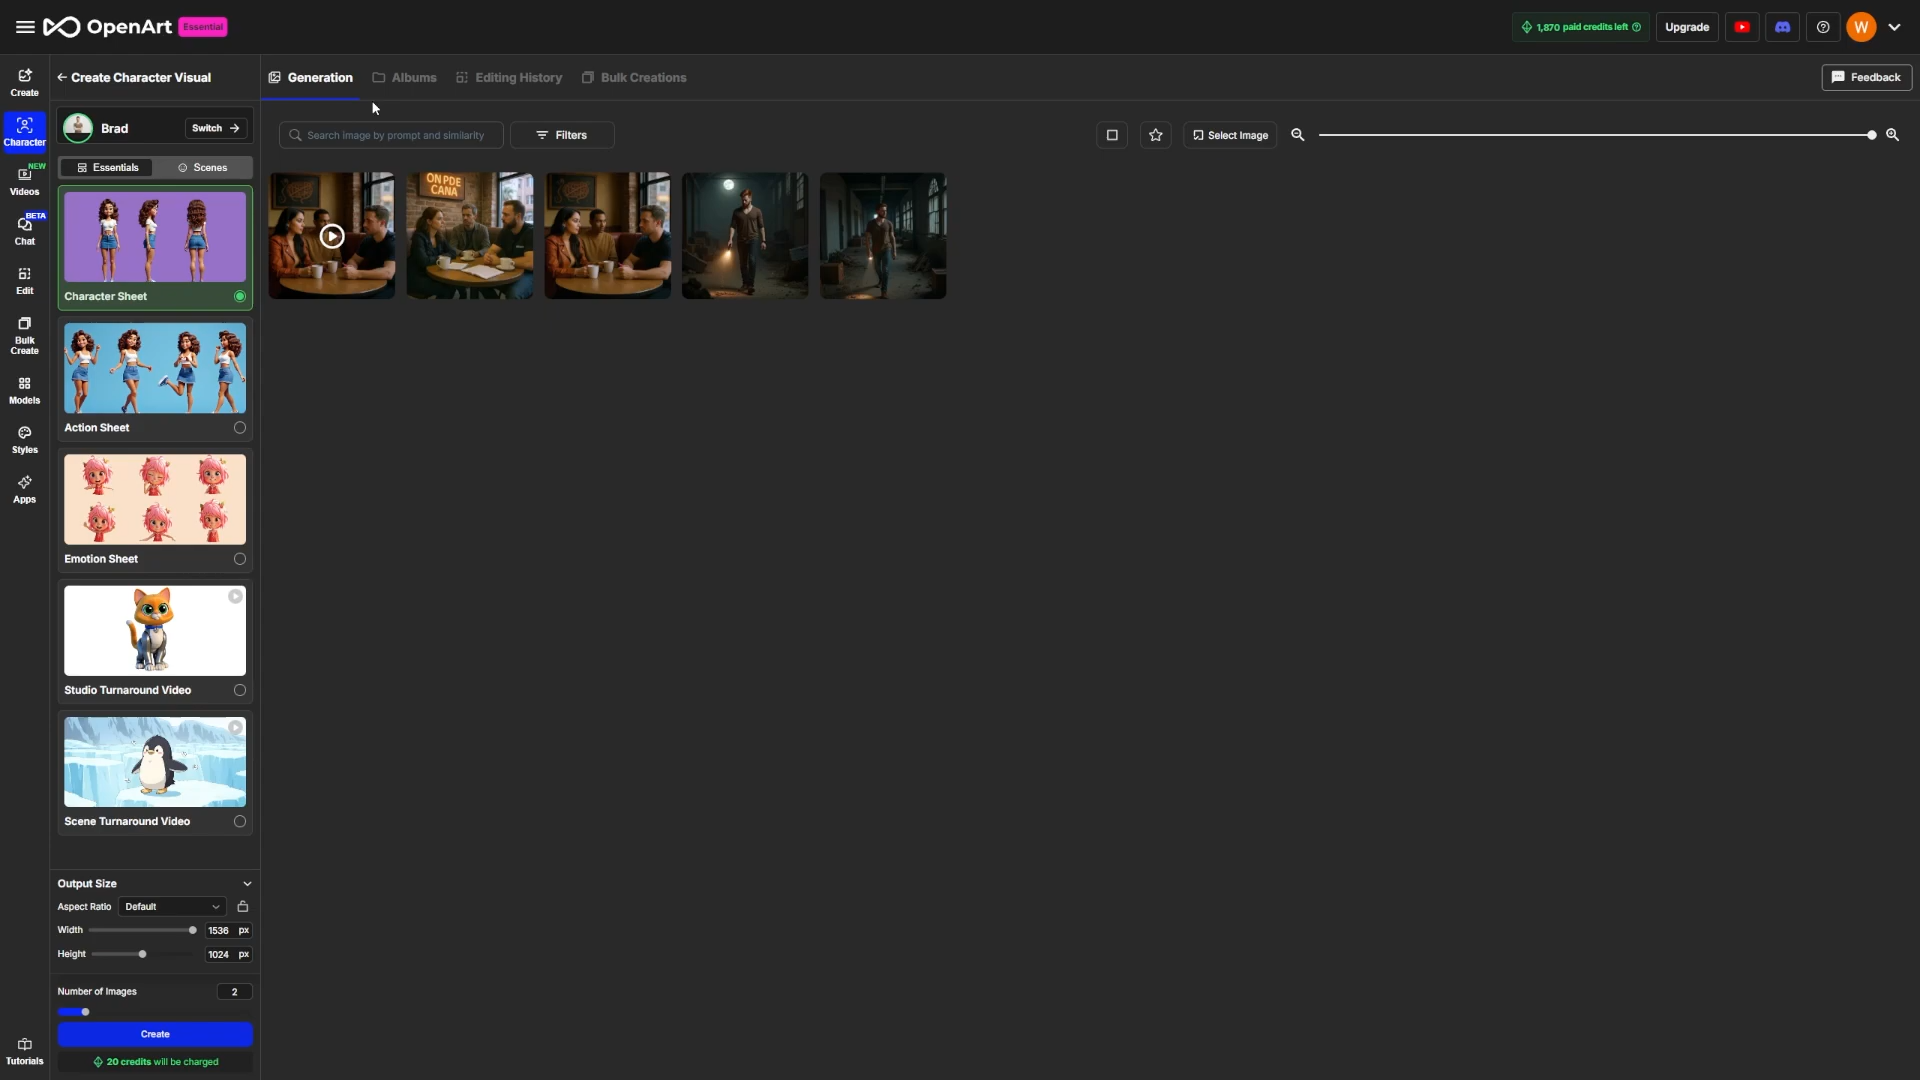 OpenArt Essential
1,870 paid credits left
Upgrade
W
Create
Character
NEW
Videos
BETA
Chat
Edit
Bulk
Create
Models
Styles
Apps
Tutorials
Create Character Visual
Brad
Switch
Essentials
Scenes
Character Sheet
Action Sheet
Emotion Sheet
Studio Turnaround Video
Scene Turnaround Video
Output Size
Aspect Ratio Default
Width 1536 px
Height 1024 px
Number of Images 2
Create
20 credits will be charged
Generation
Albums
Editing History
Bulk Creations
Feedback
Search image by prompt and similarity
Filters
Select Image
ON PDE
CANA